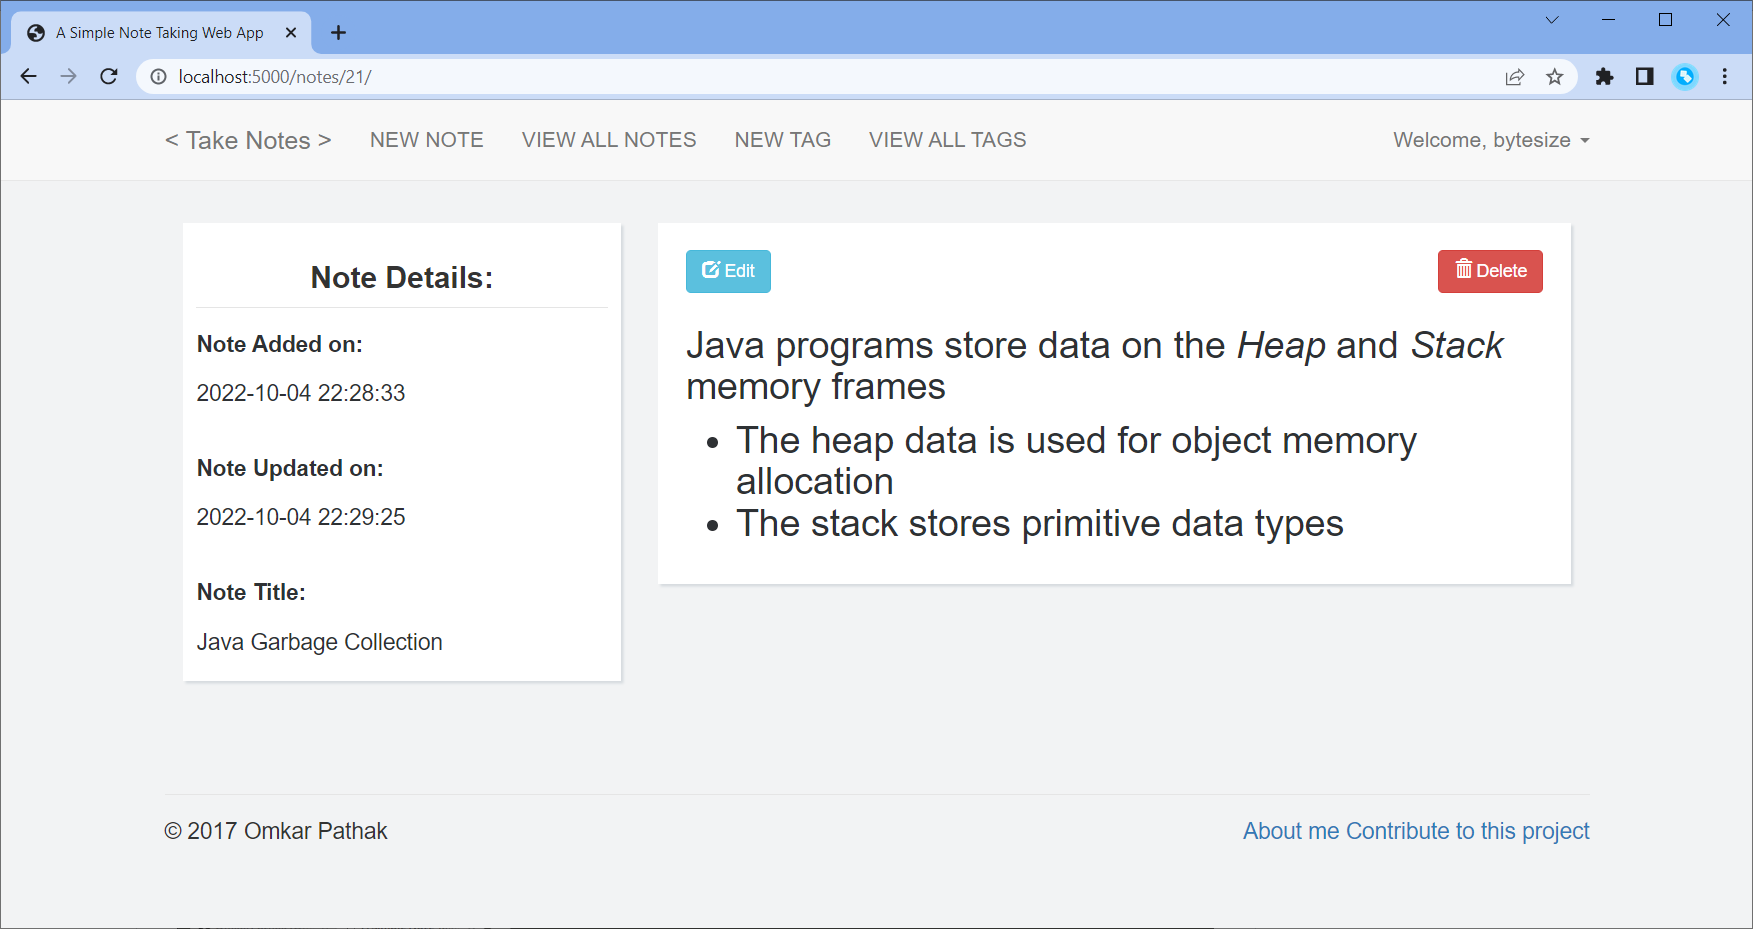 A Simple Note Taking Web App
localhost:5000/notes/21/
< Take Notes > NEW NOTE VIEW ALL NOTES NEW TAG VIEW ALL TAGS Welcome, bytesize
Note Details:
Note Added on:
2022-10-04 22:28:33
Note Updated on:
2022-10-04 22:29:25
Note Title:
Java Garbage Collection
Edit Delete
Java programs store data on the Heap and Stack
memory frames
• The heap data is used for object memory
allocation
• The stack stores primitive data types
© 2017 Omkar Pathak About me Contribute to this project